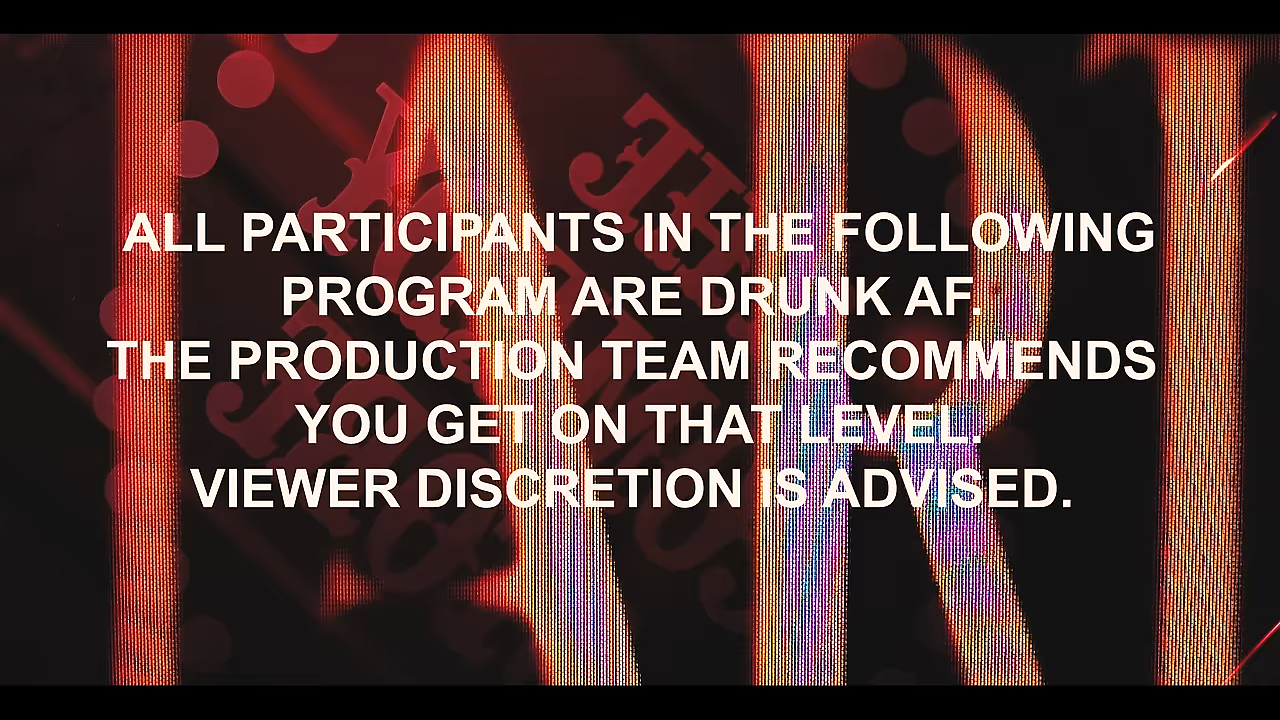 ALL PARTICIPANTS IN THE FOLLOWING
PROGRAM ARE DRUNK AF.
THE PRODUCTION TEAM RECOMMENDS
YOU GET ON THAT LEVEL.
VIEWER DISCRETION IS ADVISED.